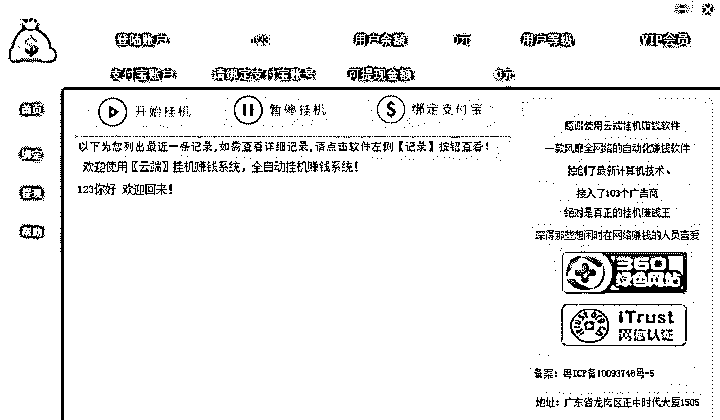 登陆账户 123 用户余额 0元 用户等级 VIP会员
支付宝账户 请绑定支付宝账号 可提现金额 0元
首页
绑定
提现
帮助
开始挂机 暂停挂机 绑定支付宝
以下为您列出最近一条记录,如需查看详细记录,请点击软件左侧【记录】按钮查看!
欢迎使用〖云端〗挂机赚钱系统, 全自动挂机赚钱系统!
123你好 欢迎回来!
感谢使用云端挂机赚钱软件
一款风靡全网络的自动化赚钱软件
独创了最新计算机技术、
接入了103个广告商
绝对是真正的挂机赚钱王
深得那些想闲时在网络赚钱的人员喜爱
360
绿色网站
iTrust
网信认证
备案: 粤ICP备10093748号-5
地址: 广东省龙岗区正中时代大厦1505